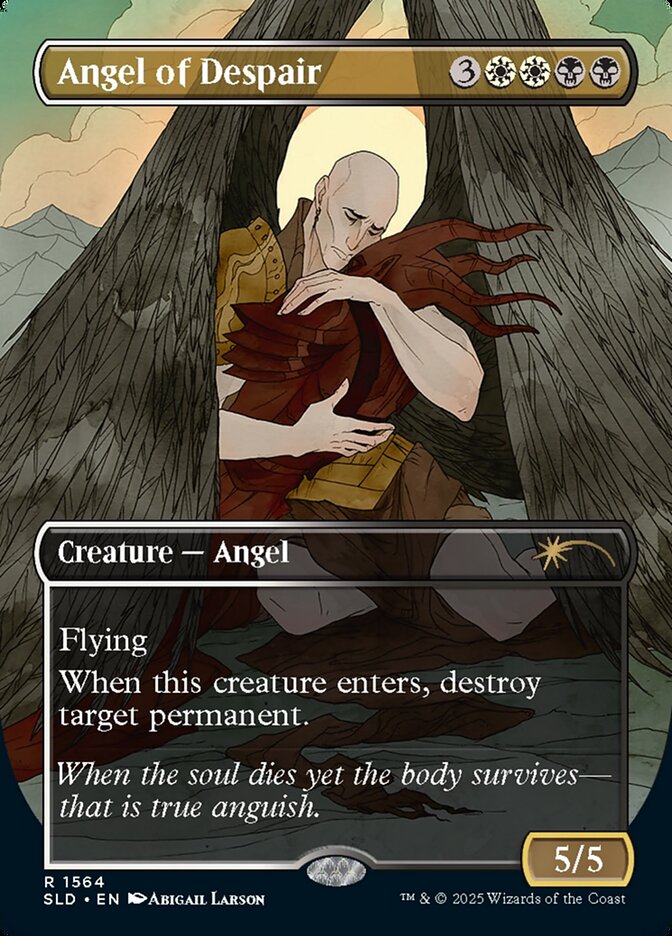 Angel of Despair 3
Creature — Angel
Flying
When this creature enters, destroy
target permanent.
When the soul dies yet the body survives—
that is true anguish.
5/5
R 1564
SLD • EN Abigail Larson
™ & © 2025 Wizards of the Coast